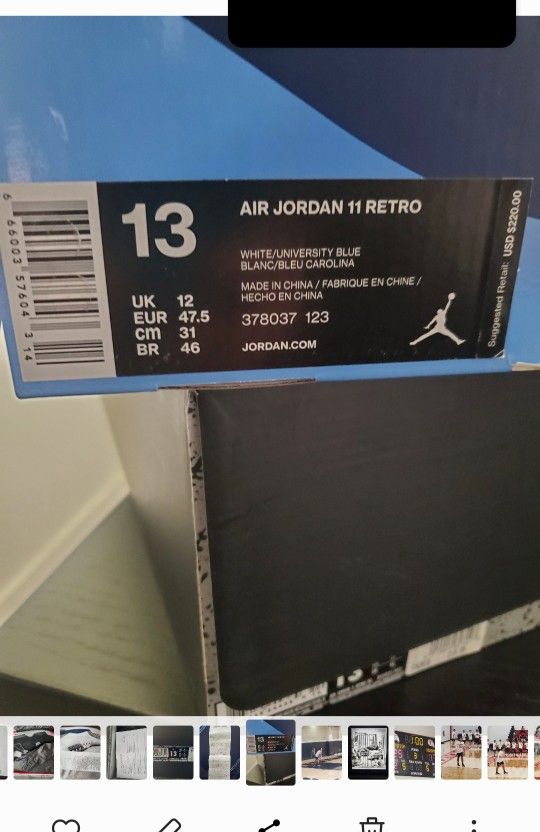 13
AIR JORDAN 11 RETRO
WHITE/UNIVERSITY BLUE
BLANC/BLEU CAROLINA
MADE IN CHINA / FABRIQUE EN CHINE /
HECHO EN CHINA
378037 123
JORDAN.COM
UK 12
EUR 47.5
cm 31
BR 46
Suggested Retail: USD $220.00
6 66003 57604 3 14
13